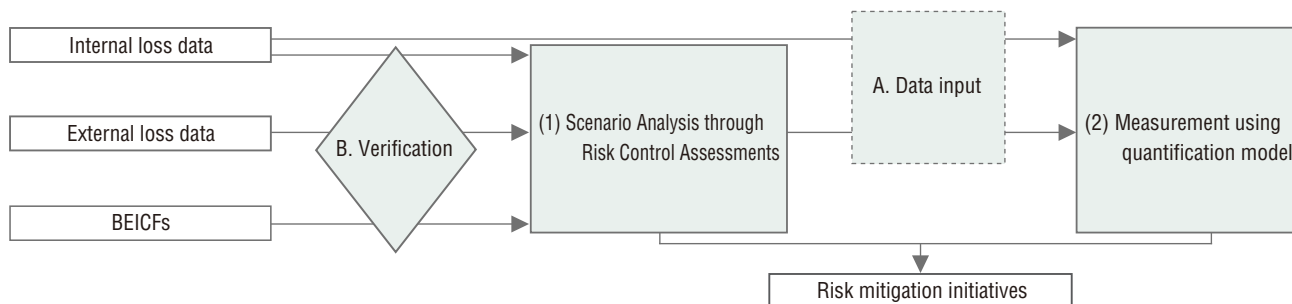 Internal loss data
External loss data
BEICFs
B. Verification
(1) Scenario Analysis through
Risk Control Assessments
A. Data input
(2) Measurement using
quantification model
Risk mitigation initiatives